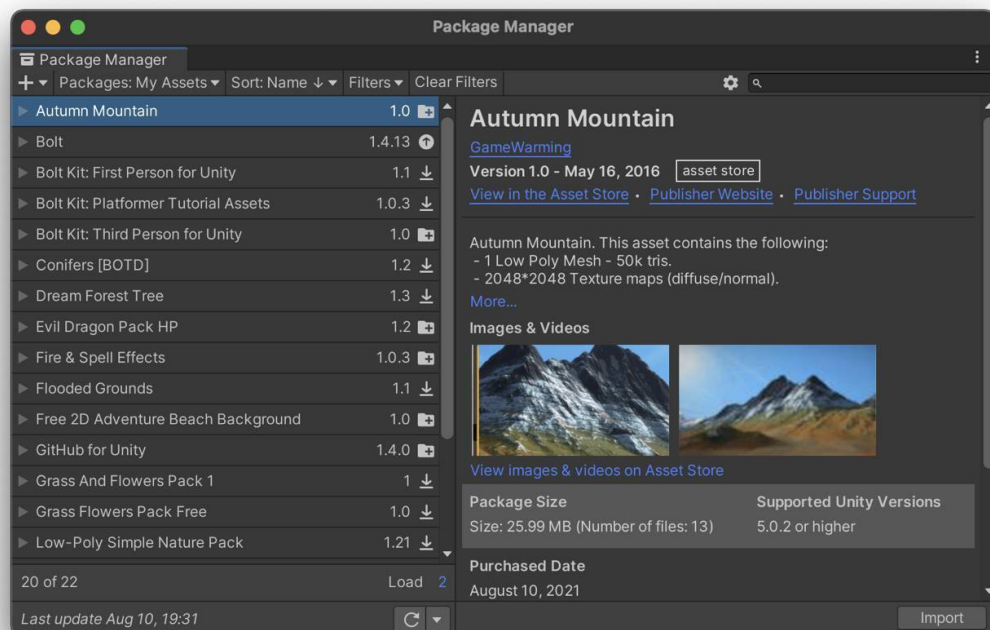 Package Manager
Package Manager
Packages: My Assets Sort: Name ↓ Filters Clear Filters
Autumn Mountain 1.0
Bolt 1.4.13
Bolt Kit: First Person for Unity 1.1
Bolt Kit: Platformer Tutorial Assets 1.0.3
Bolt Kit: Third Person for Unity 1.0
Conifers [BOTD] 1.2
Dream Forest Tree 1.3
Evil Dragon Pack HP 1.2
Fire & Spell Effects 1.0.3
Flooded Grounds 1.1
Free 2D Adventure Beach Background 1.0
GitHub for Unity 1.4.0
Grass And Flowers Pack 1 1
Grass Flowers Pack Free 1.0
Low-Poly Simple Nature Pack 1.21
20 of 22 Load 2
Last update Aug 10, 19:31
Autumn Mountain
GameWarming
Version 1.0 - May 16, 2016 asset store
View in the Asset Store • Publisher Website • Publisher Support
Autumn Mountain. This asset contains the following:
- 1 Low Poly Mesh - 50k tris.
- 2048*2048 Texture maps (diffuse/normal).
More...
Images & Videos
View images & videos on Asset Store
Package Size Supported Unity Versions
Size: 25.99 MB (Number of files: 13) 5.0.2 or higher
Purchased Date
August 10, 2021
Import